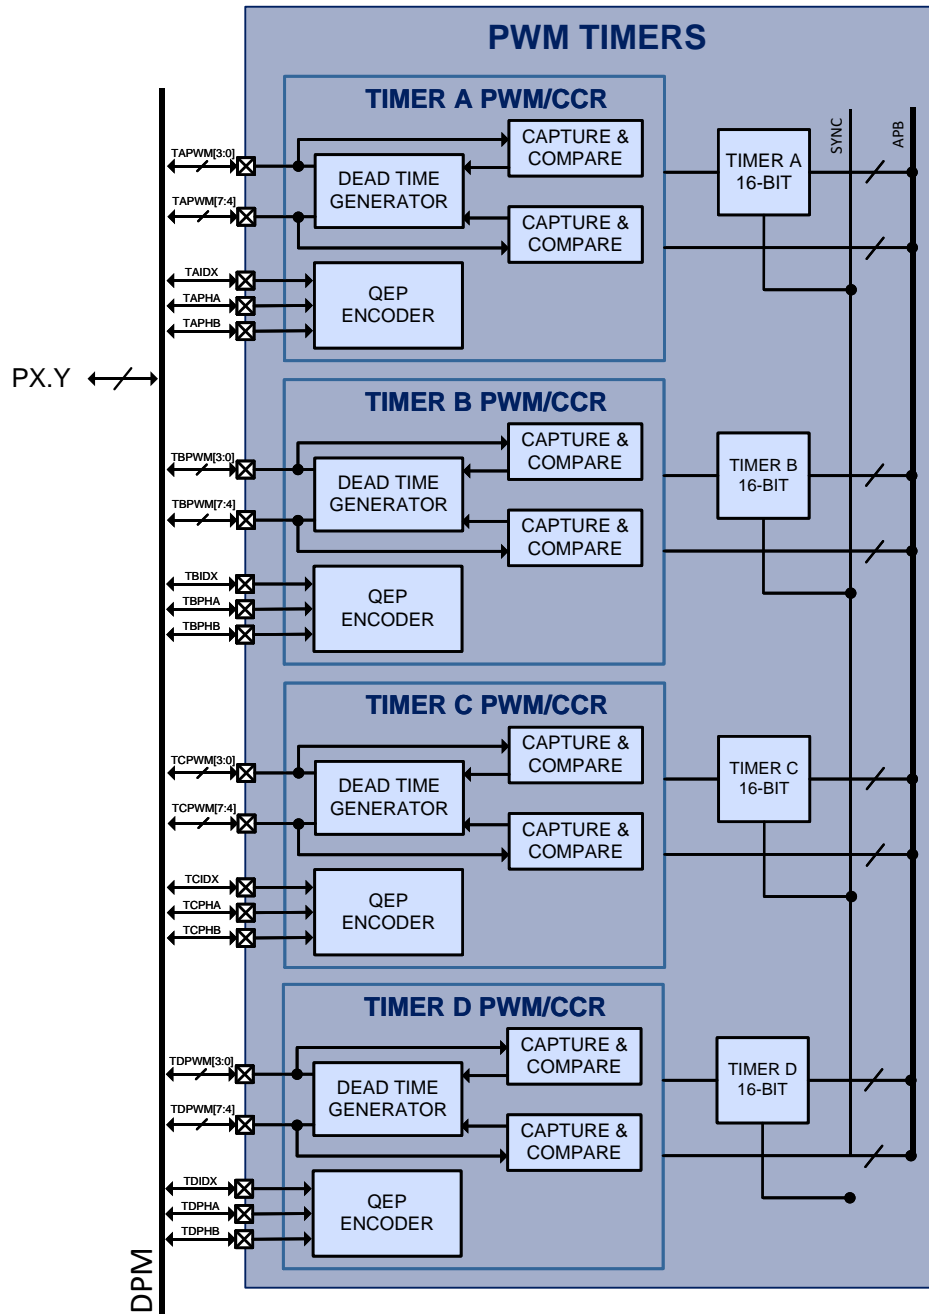 PWM TIMERS
TIMER A PWM/CCR
SYNC
APB
TAPWM[3:0]
CAPTURE &
COMPARE
DEAD TIME
GENERATOR
TIMER A
16-BIT
TAPWM[7:4]
CAPTURE &
COMPARE
TAIDX
TAPHA
TAPHB
QEP
ENCODER
PX.Y
TIMER B PWM/CCR
TBPWM[3:0]
CAPTURE &
COMPARE
DEAD TIME
GENERATOR
TIMER B
16-BIT
TBPWM[7:4]
CAPTURE &
COMPARE
TBIDX
TBPHA
TBPHB
QEP
ENCODER
TIMER C PWM/CCR
TCPWM[3:0]
CAPTURE &
COMPARE
DEAD TIME
GENERATOR
TIMER C
16-BIT
TCPWM[7:4]
CAPTURE &
COMPARE
TCIDX
TCPHA
TCPHB
QEP
ENCODER
TIMER D PWM/CCR
TDPWM[3:0]
CAPTURE &
COMPARE
DEAD TIME
GENERATOR
TIMER D
16-BIT
TDPWM[7:4]
CAPTURE &
COMPARE
TDIDX
TDPHA
TDPHB
QEP
ENCODER
DPM